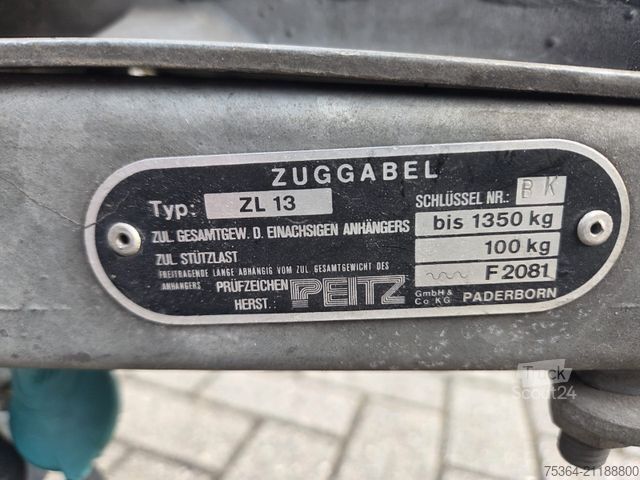 ZUGGABEL
Typ: ZL 13 SCHLÜSSEL NR.: BK
ZUL. GESAMTGEW. D. EINACHSIGEN ANHÄNGERS bis 1350 kg
ZUL. STÜTZLAST 100 kg
FREITRAGENDE LÄNGE ABHÄNGIG VOM ZUL. GESAMTGEWICHT DES
ANHÄNGERS PRÜFZEICHEN F 2081
HERST.: PEITZ GmbH & Co KG PADERBORN
Truck
Scout24
75364-21188800